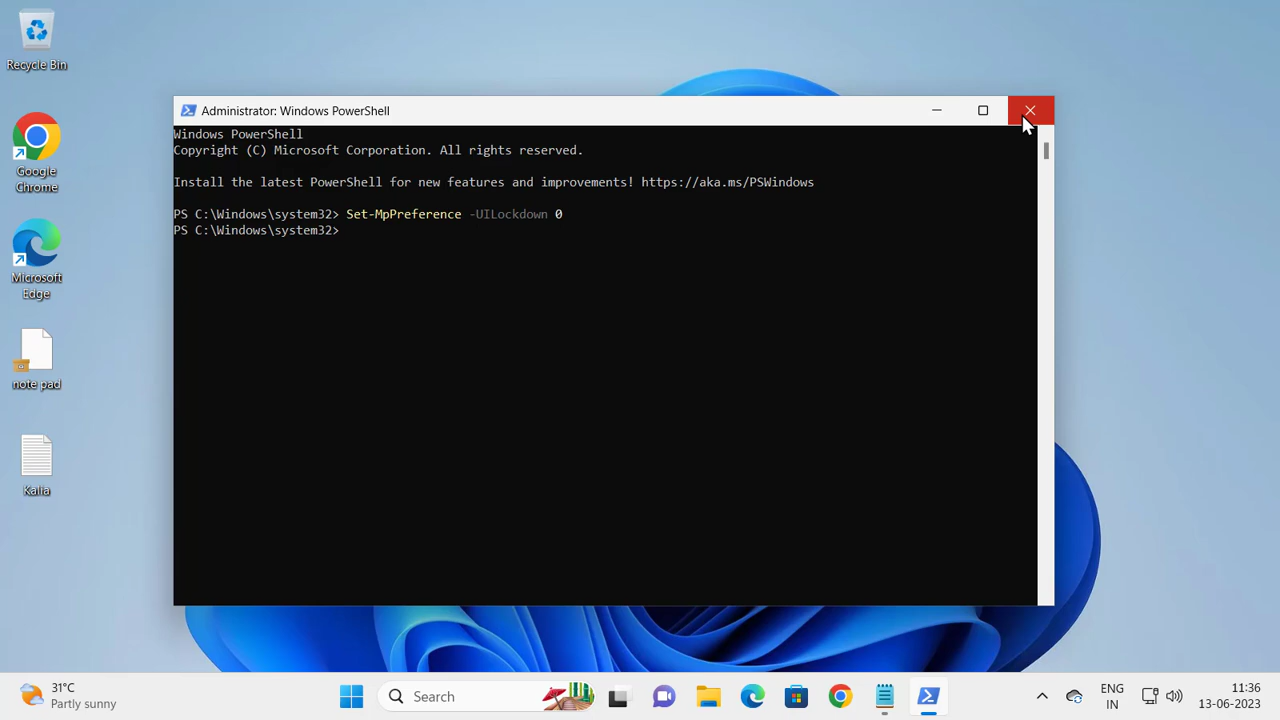 Recycle Bin
Google
Chrome
Microsoft
Edge
note pad
Kalia
Administrator: Windows PowerShell
Windows PowerShell
Copyright (C) Microsoft Corporation. All rights reserved.
Install the latest PowerShell for new features and improvements! https://aka.ms/PSWindows
PS C:\Windows\system32> Set-MpPreference -UILockdown 0
PS C:\Windows\system32>
31°C
Partly sunny
Search
ENG
IN
11:36
13-06-2023